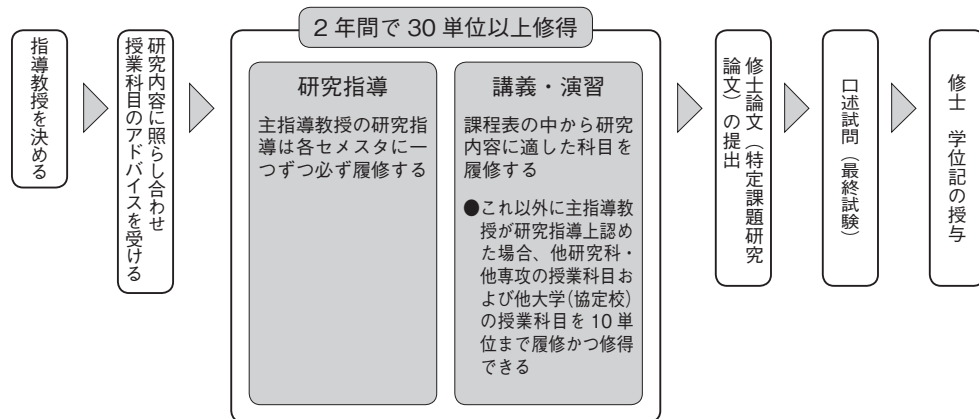 指導教授を決める
研究内容に照らし合わせ
授業科目のアドバイスを受ける
2年間で30単位以上修得
研究指導
主指導教授の研究指
導は各セメスタに一
つずつ必ず履修する
講義・演習
課程表の中から研究
内容に適した科目を
履修する
●これ以外に主指導教
授が研究指導上認め
た場合、他研究科・
他専攻の授業科目お
よび他大学(協定校)
の授業科目を10単
位まで履修かつ修得
できる
修士論文（特定課題研究
論文）の提出
口述試問（最終試験）
修士 学位記の授与